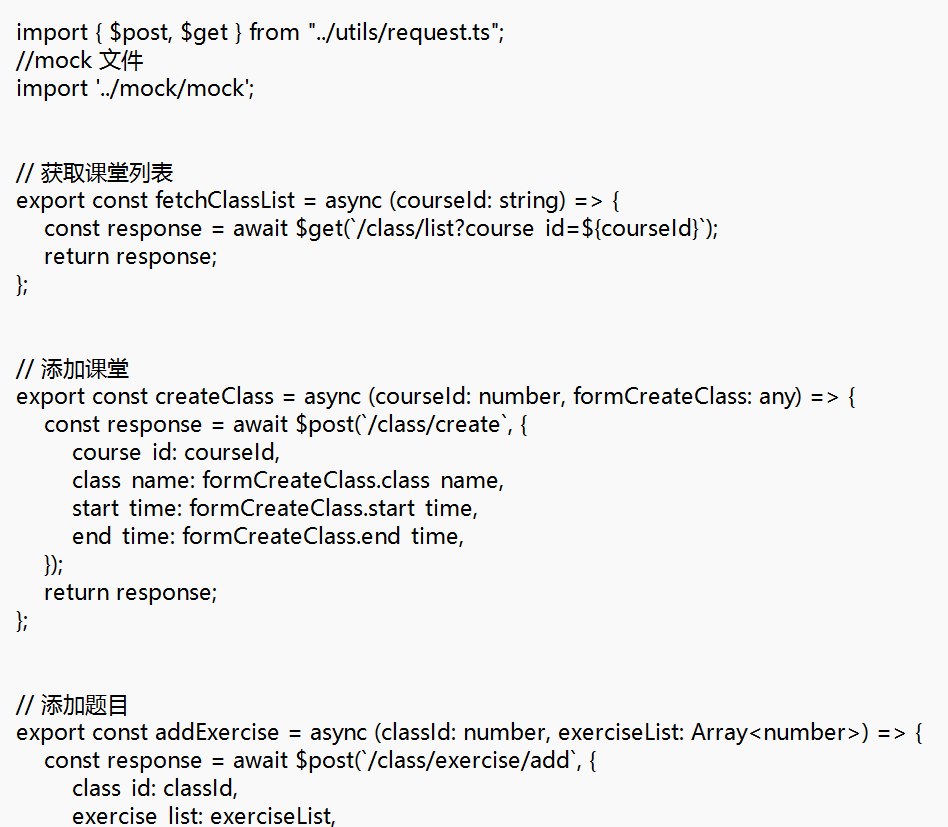 import { $post, $get } from "../utils/request.ts";
//mock 文件
import '../mock/mock';
// 获取课堂列表
export const fetchClassList = async (courseId: string) => {
const response = await $get(`/class/list?course id=${courseId}`);
return response;
};
// 添加课堂
export const createClass = async (courseId: number, formCreateClass: any) => {
const response = await $post(`/class/create`, {
course id: courseId,
class name: formCreateClass.class name,
start time: formCreateClass.start time,
end time: formCreateClass.end time,
});
return response;
};
// 添加题目
export const addExercise = async (classId: number, exerciseList: Array<number>) => {
const response = await $post(`/class/exercise/add`, {
class id: classId,
exercise list: exerciseList,